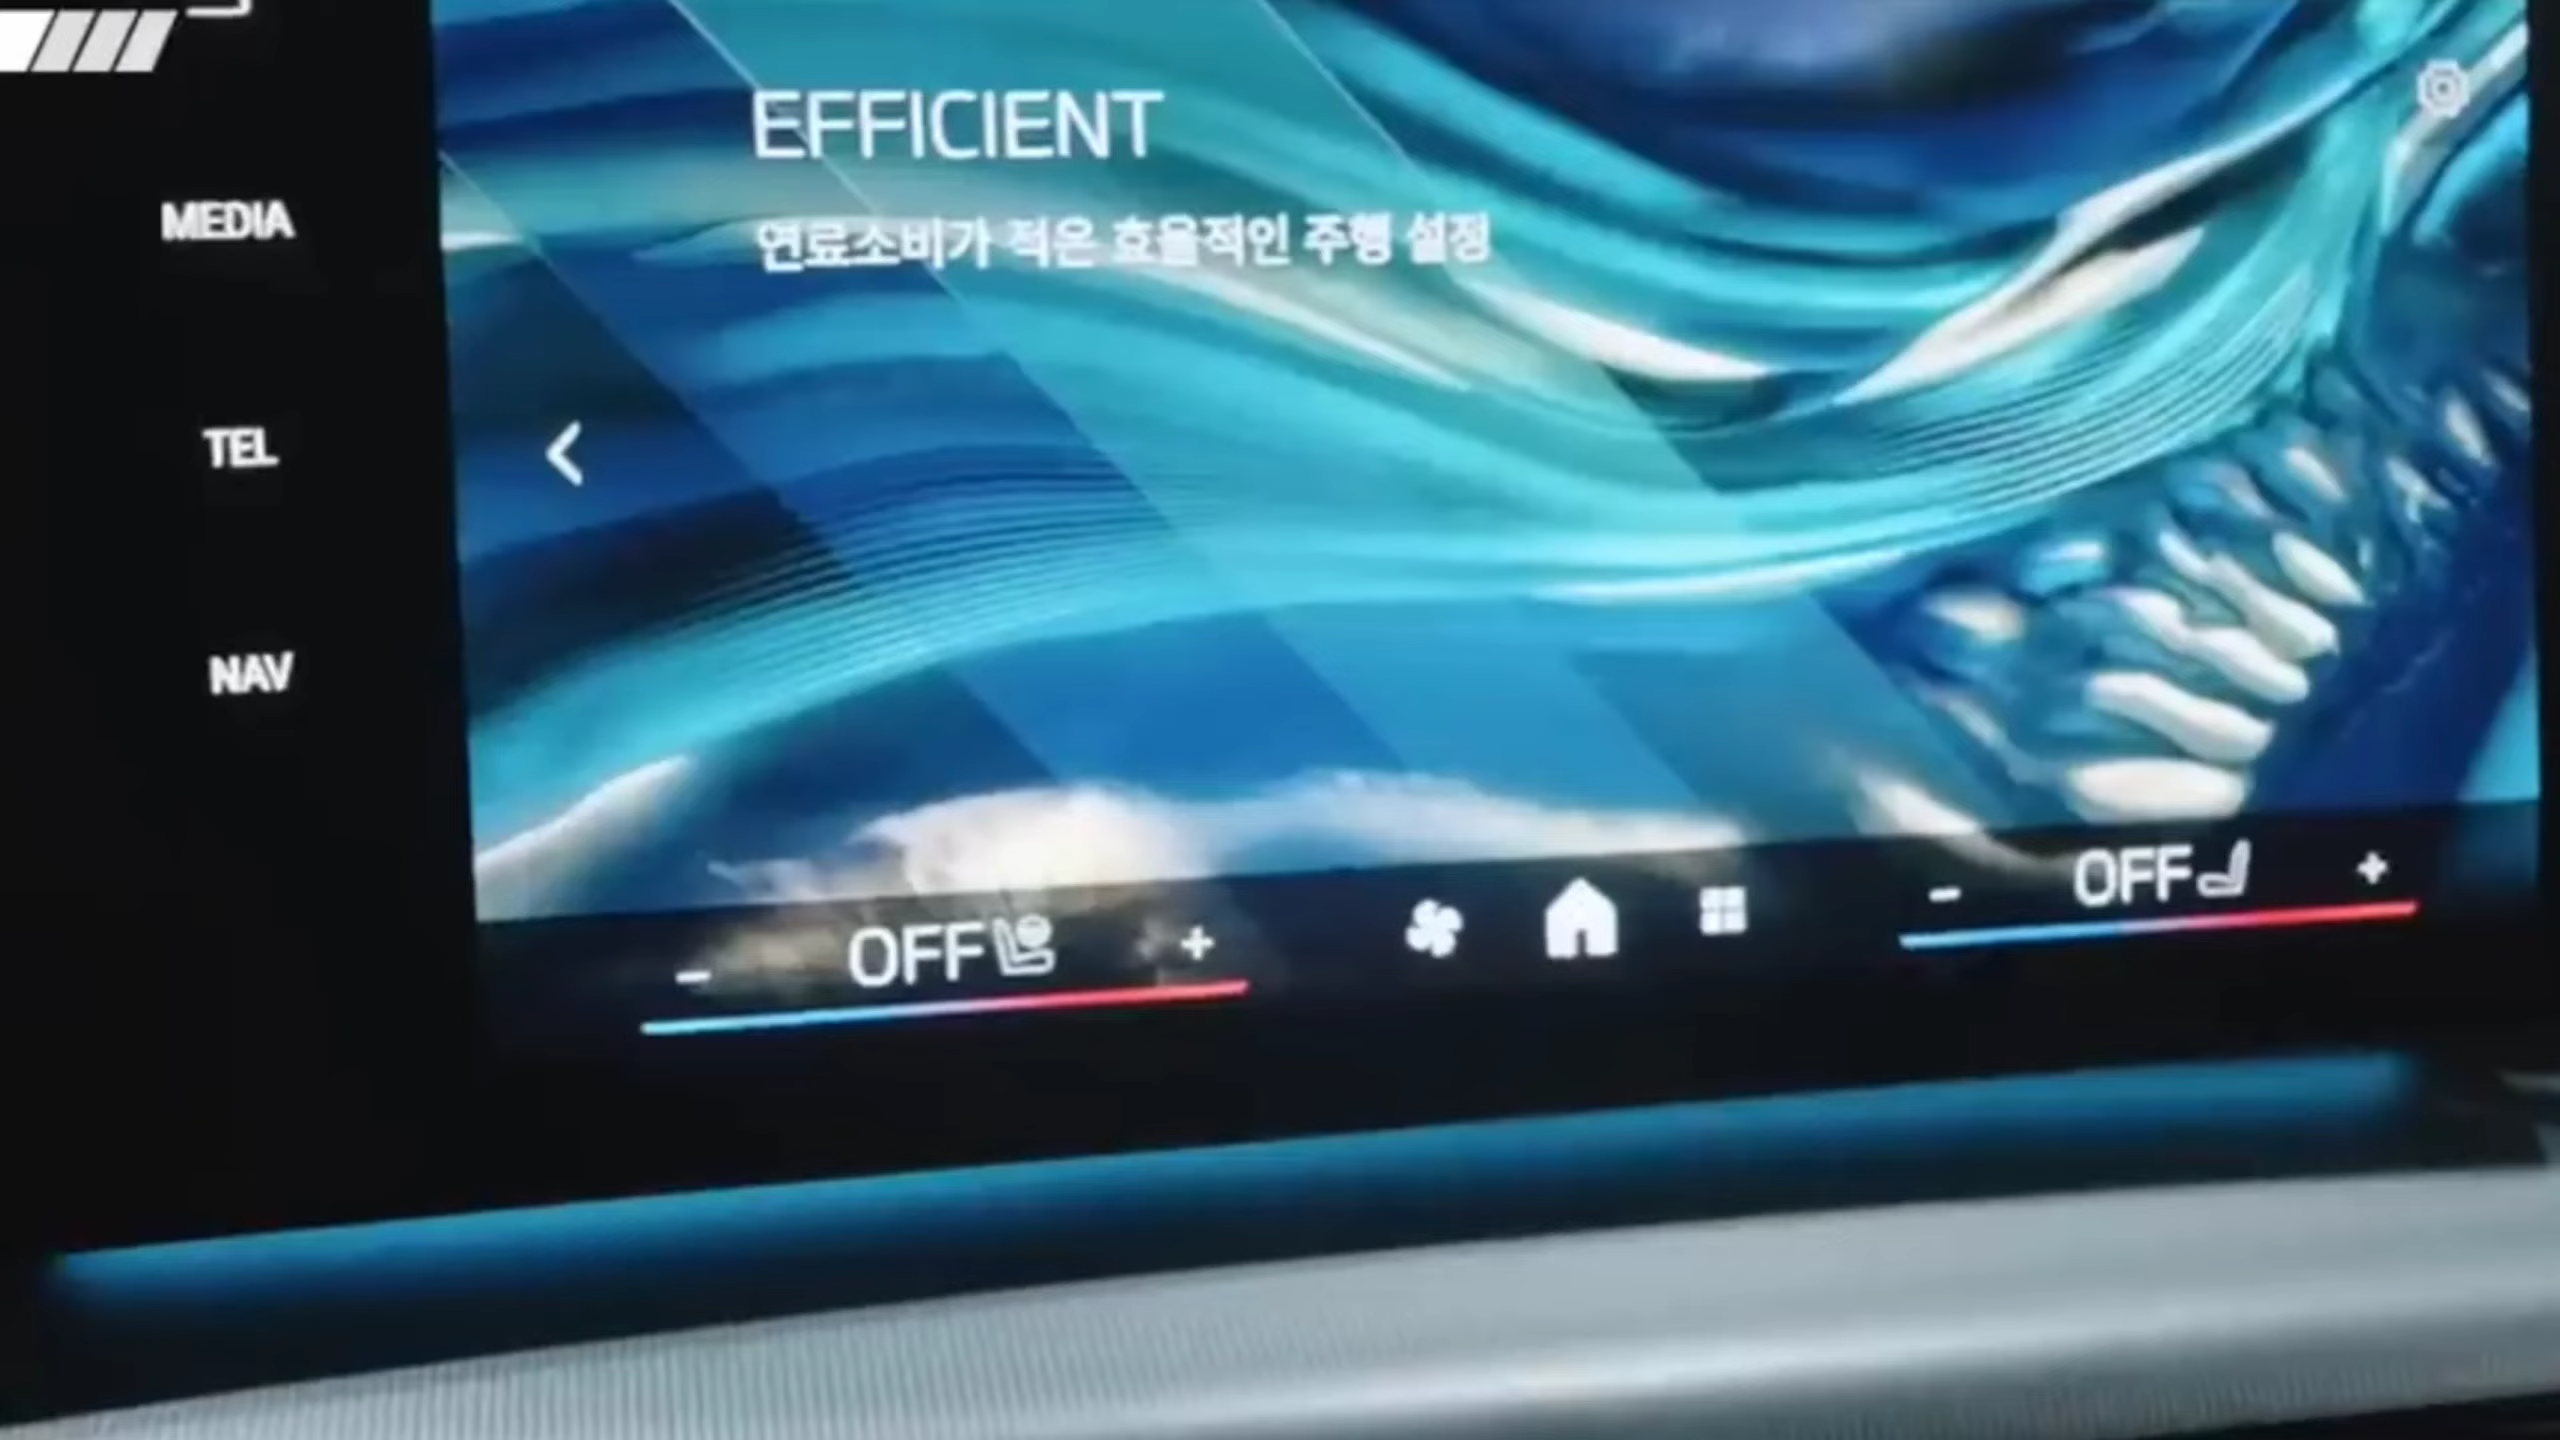 EFFICIENT
연료소비가 적은 효율적인 주행 설정
MEDIA
TEL
NAV
- OFF +
- OFF +